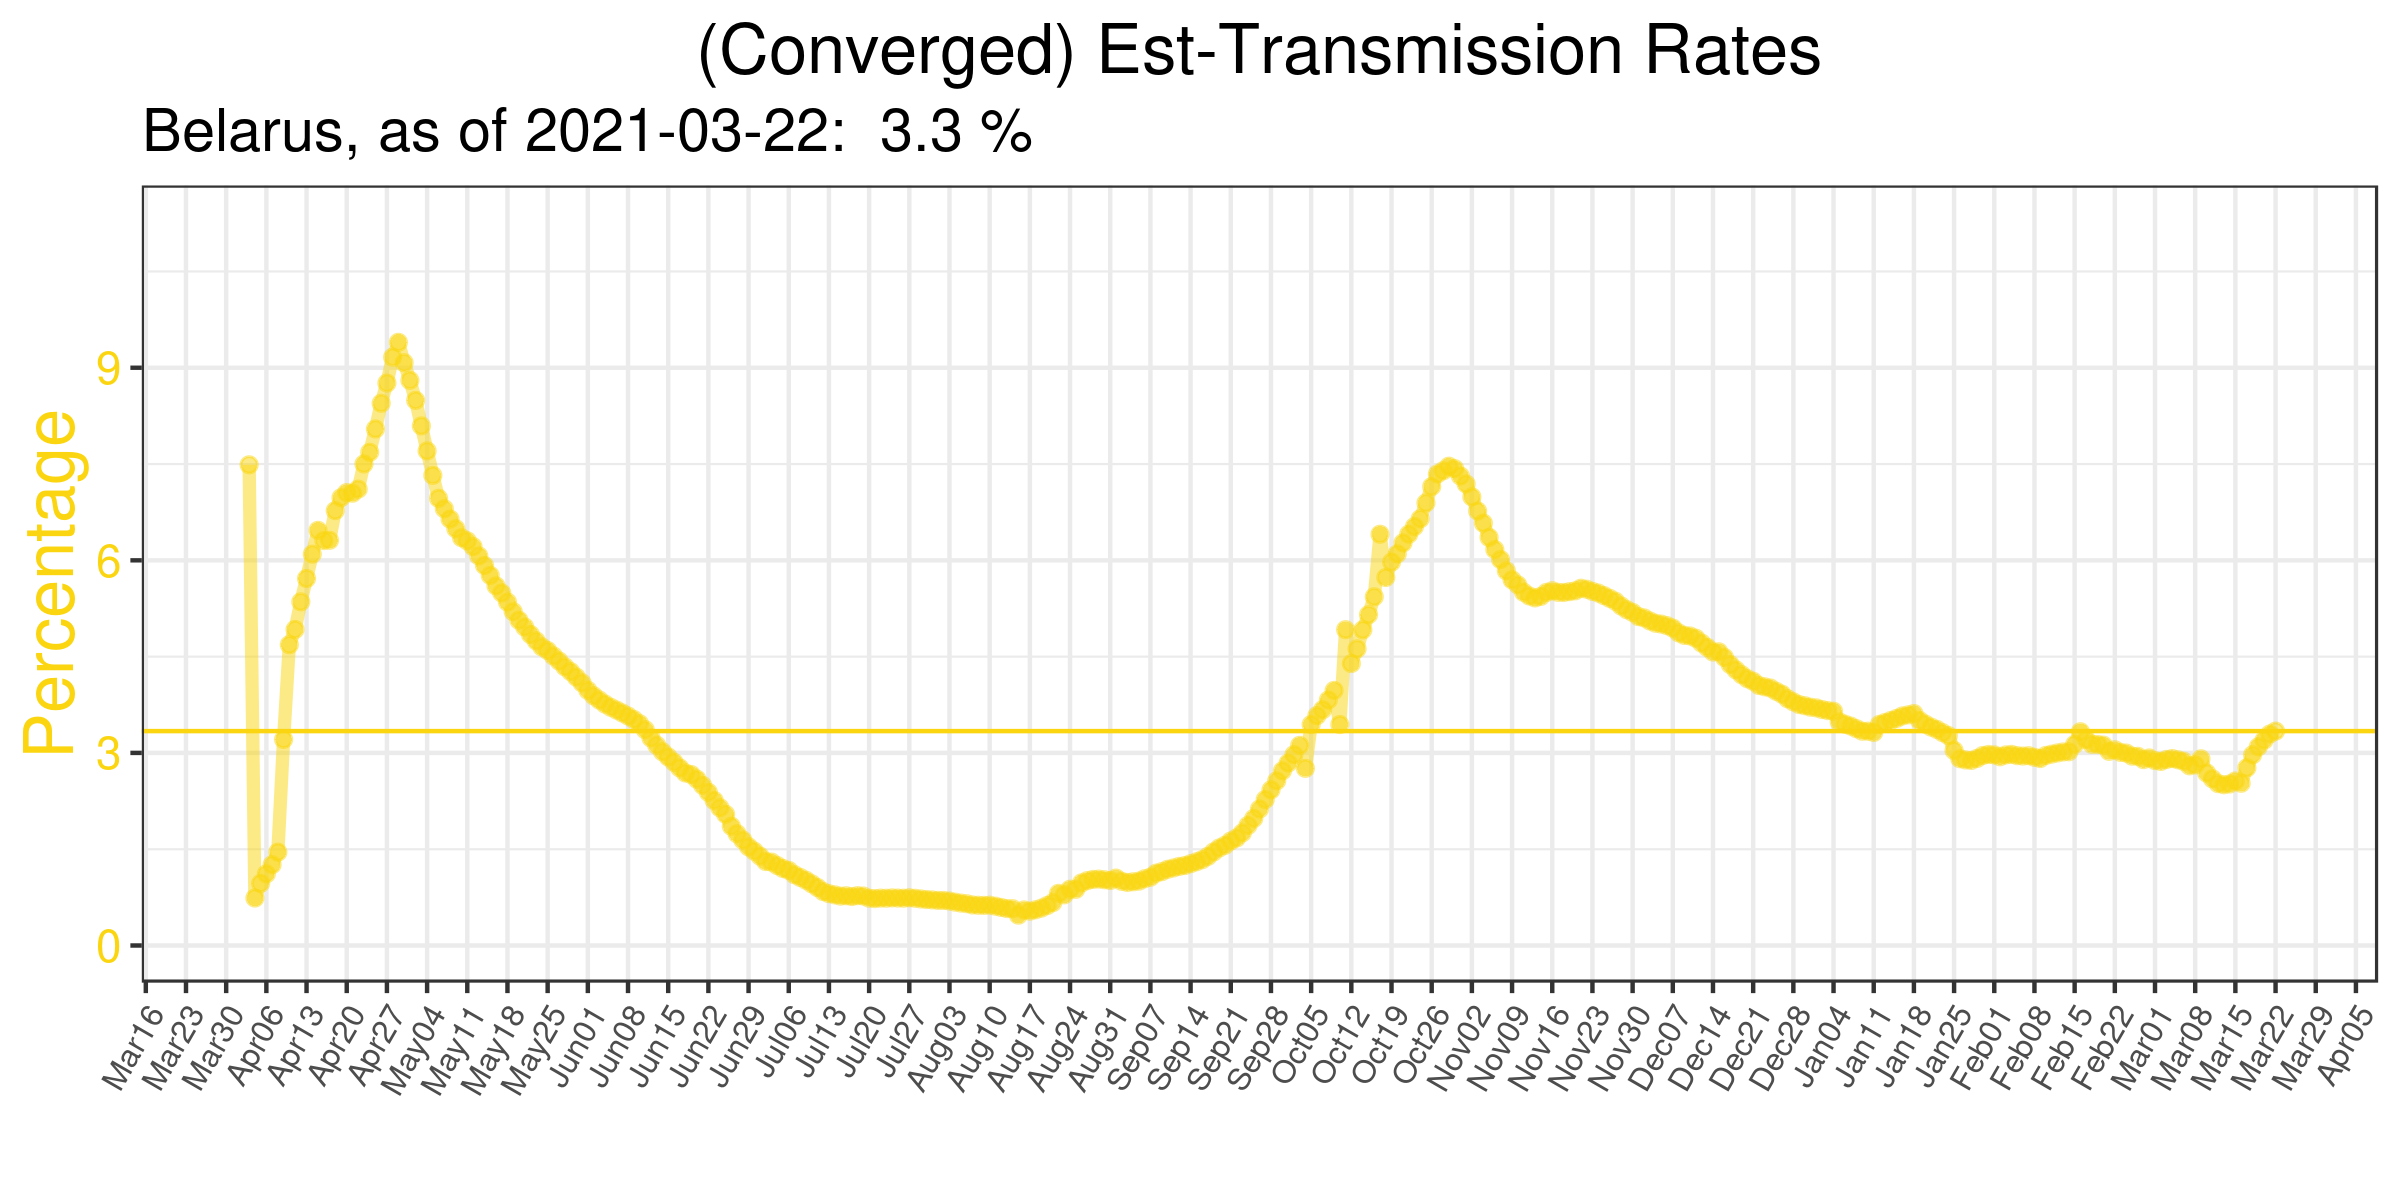 (Converged) Est-Transmission Rates
Belarus, as of 2021-03-22:  3.3 %
Percentage
9
6
3
0
Mar16 Mar23 Mar30 Apr06 Apr13 Apr20 Apr27 May04 May11 May18 May25 Jun01 Jun08 Jun15 Jun22 Jun29 Jul06 Jul13 Jul20 Jul27 Aug03 Aug10 Aug17 Aug24 Aug31 Sep07 Sep14 Sep21 Sep28 Oct05 Oct12 Oct19 Oct26 Nov02 Nov09 Nov16 Nov23 Nov30 Dec07 Dec14 Dec21 Dec28 Jan04 Jan11 Jan18 Jan25 Feb01 Feb08 Feb15 Feb22 Mar01 Mar08 Mar15 Mar22 Mar29 Apr05